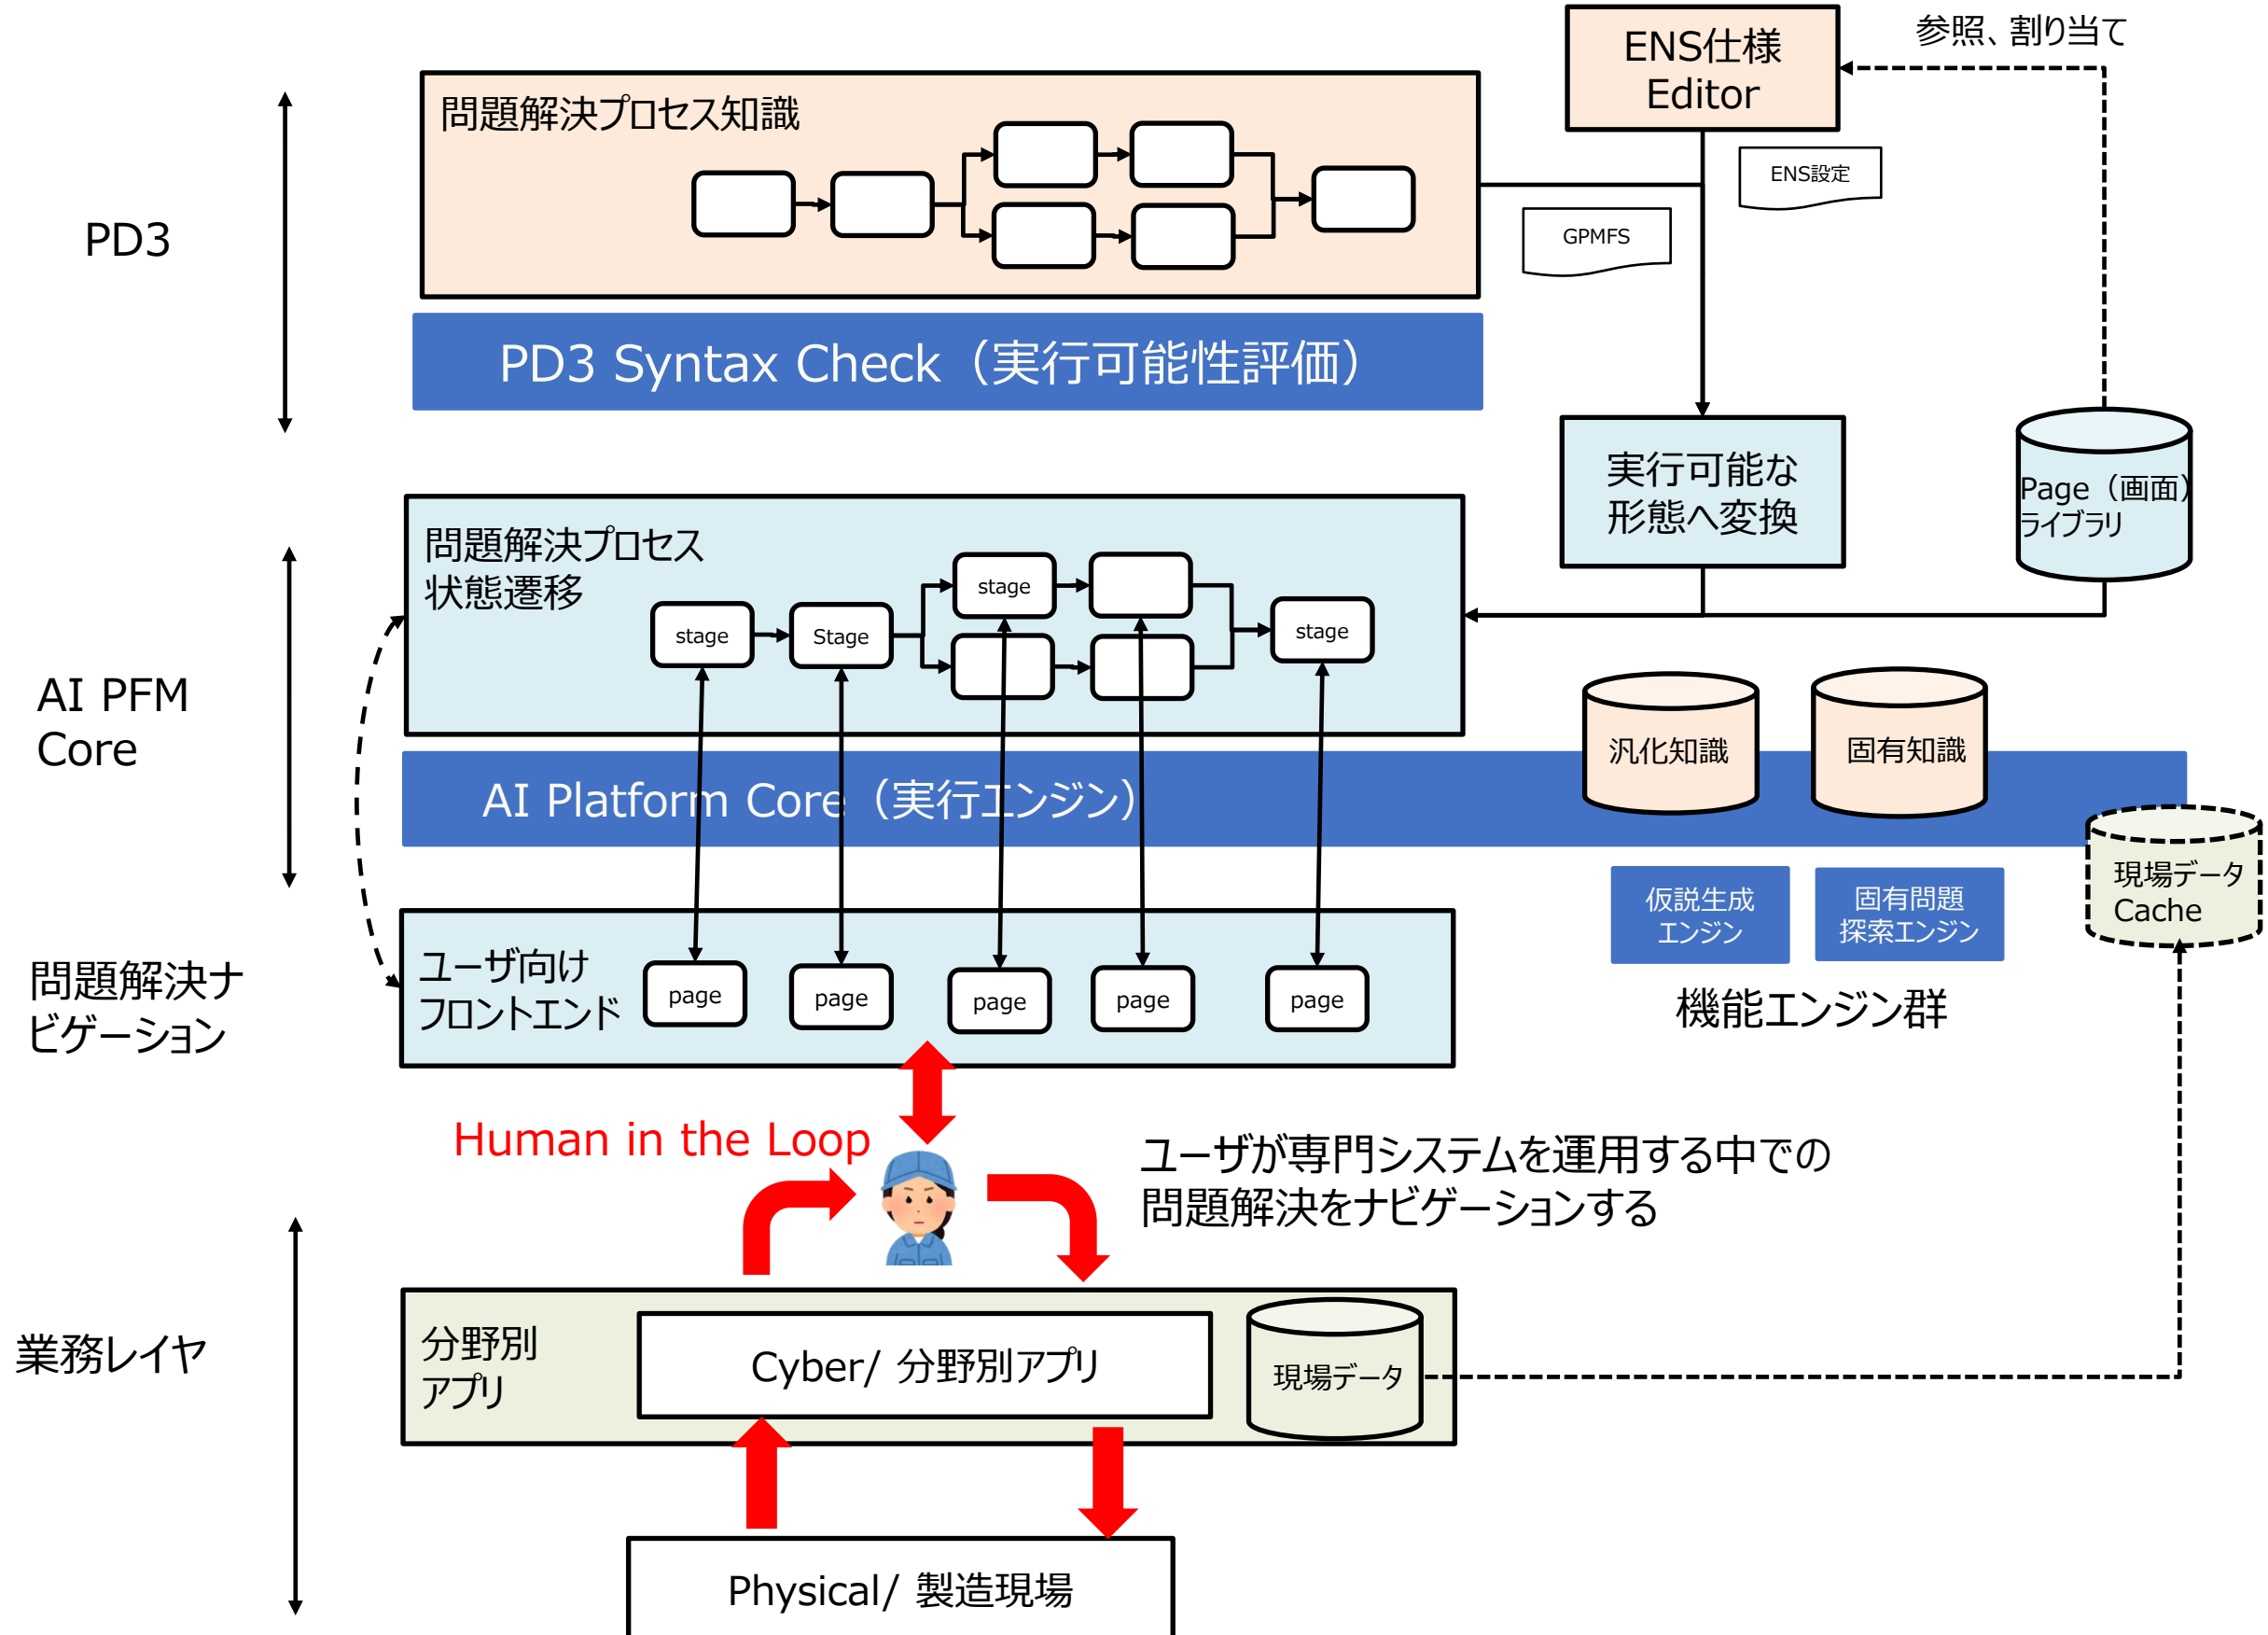 ENS仕様
Editor
参照、割り当て
問題解決プロセス知識
ENS設定
GPMFS
PD3
PD3 Syntax Check（実行可能性評価）
実行可能な
形態へ変換
Page（画面）
ライブラリ
問題解決プロセス
状態遷移
stage
stage
Stage
stage
AI PFM
Core
汎化知識
固有知識
AI Platform Core（実行エンジン）
現場データ
Cache
仮説生成
エンジン
固有問題
探索エンジン
機能エンジン群
問題解決ナ
ビゲーション
ユーザ向け
フロントエンド
page
page
page
page
page
Human in the Loop
ユーザが専門システムを運用する中での
問題解決をナビゲーションする
業務レイヤ
分野別
アプリ
Cyber/ 分野別アプリ
現場データ
Physical/ 製造現場